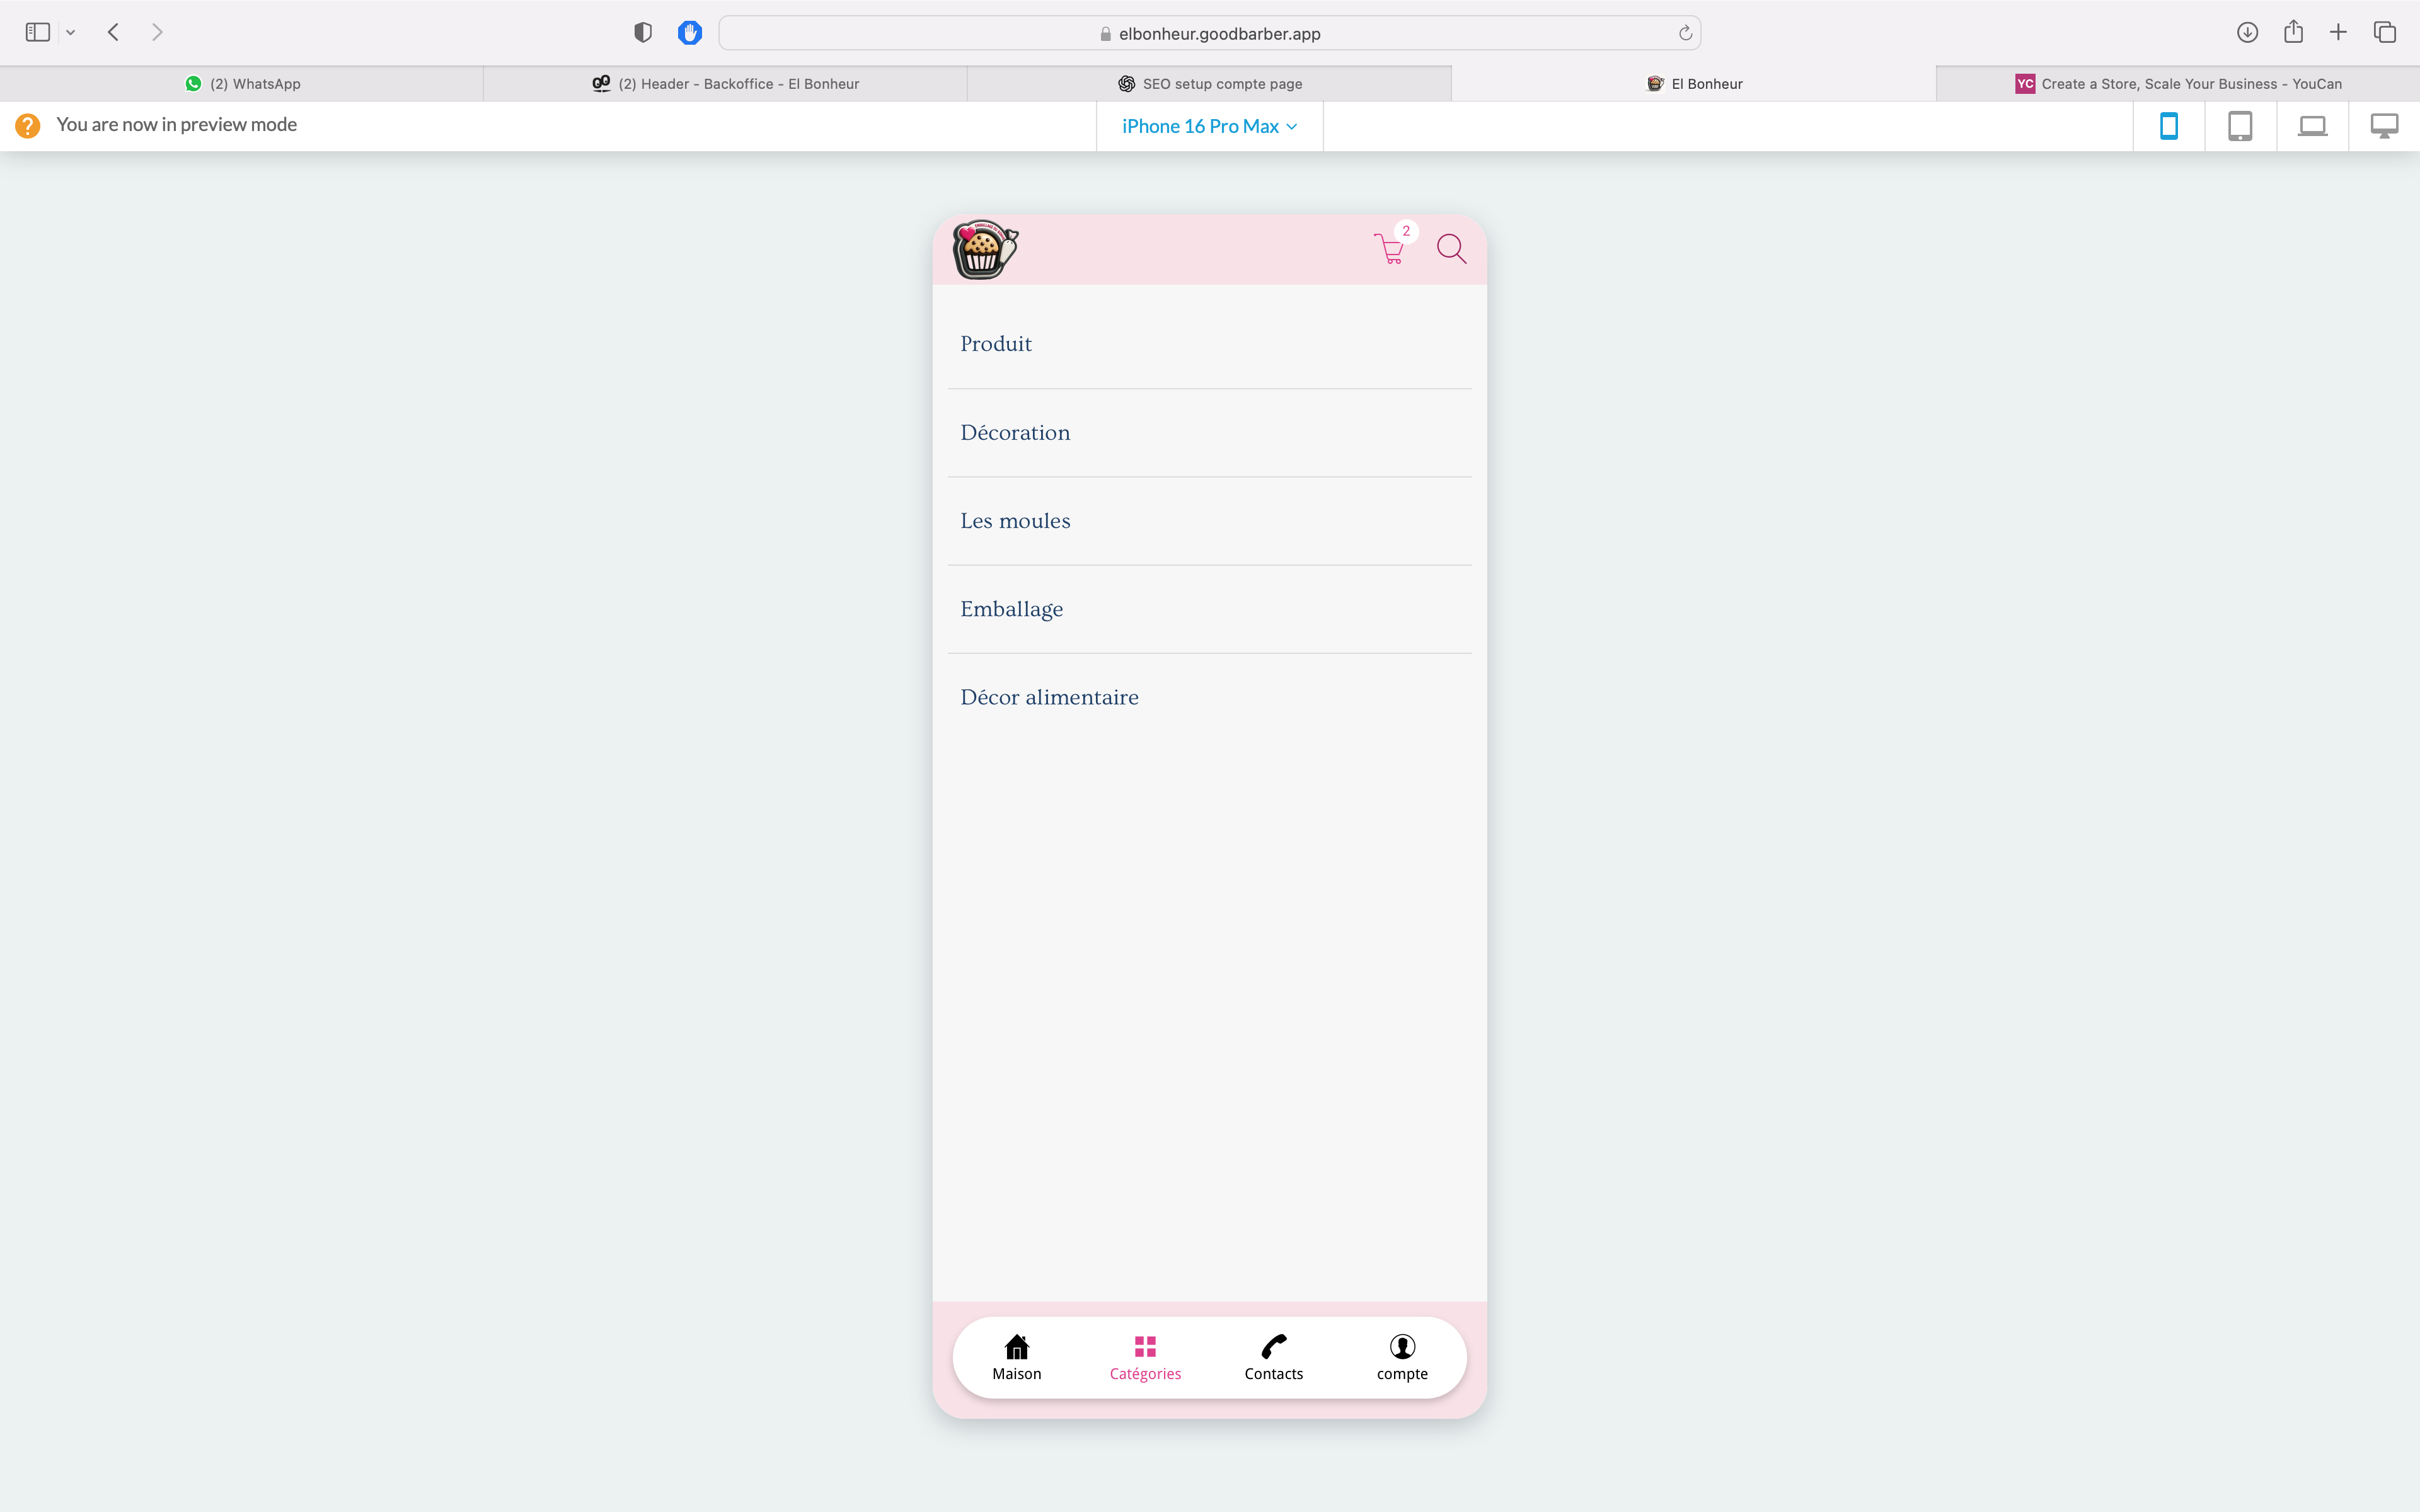 elbonheur.goodbarber.app
(2) WhatsApp
(2) Header - Backoffice - El Bonheur
SEO setup compte page
El Bonheur
YC Create a Store, Scale Your Business - YouCan
? You are now in preview mode
iPhone 16 Pro Max
2
Produit
Décoration
Les moules
Emballage
Décor alimentaire
Maison
Catégories
Contacts
compte